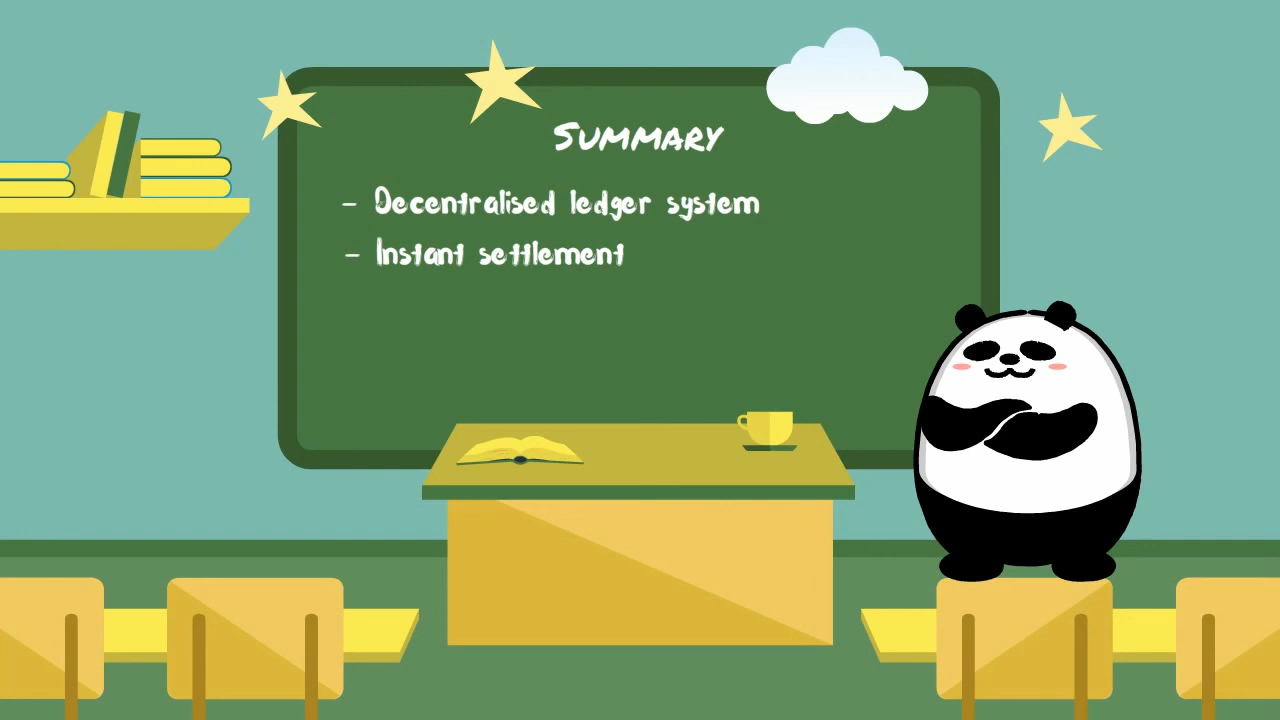 SUMMARY
- Decentralised ledger system
- Instant settlement